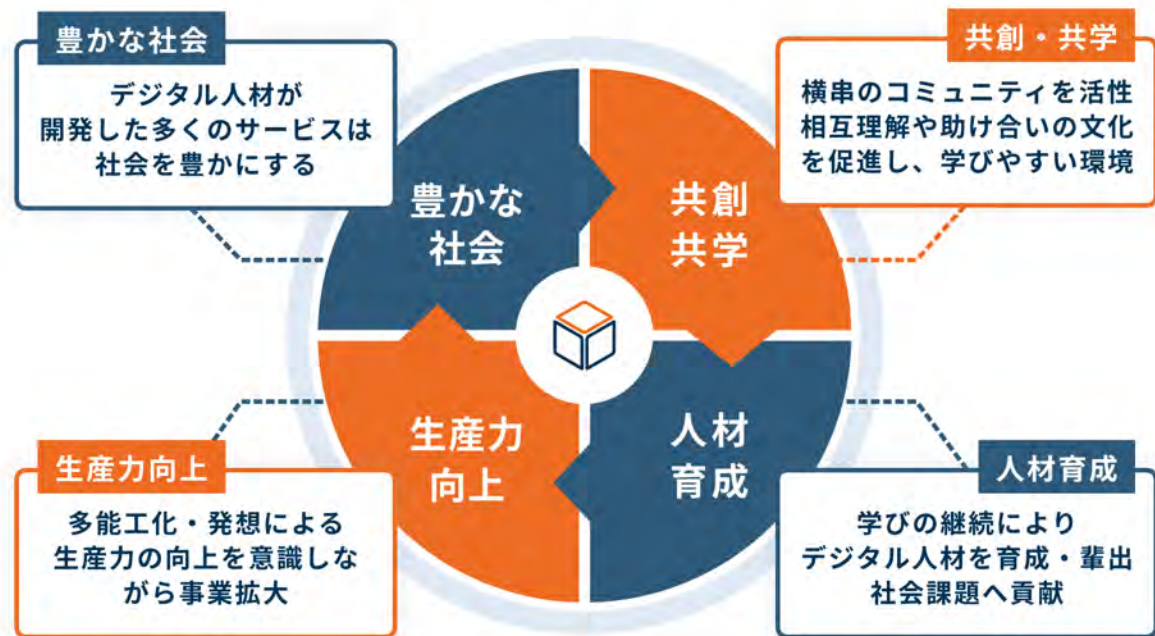 豊かな社会
デジタル人材が
開発した多くのサービスは
社会を豊かにする
共創・共学
横串のコミュニティを活性
相互理解や助け合いの文化
を促進し、学びやすい環境
豊かな
社会
共創
共学
生産力
向上
人材
育成
生産力向上
多能工化・発想による
生産力の向上を意識しな
がら事業拡大
人材育成
学びの継続により
デジタル人材を育成・輩出
社会課題へ貢献